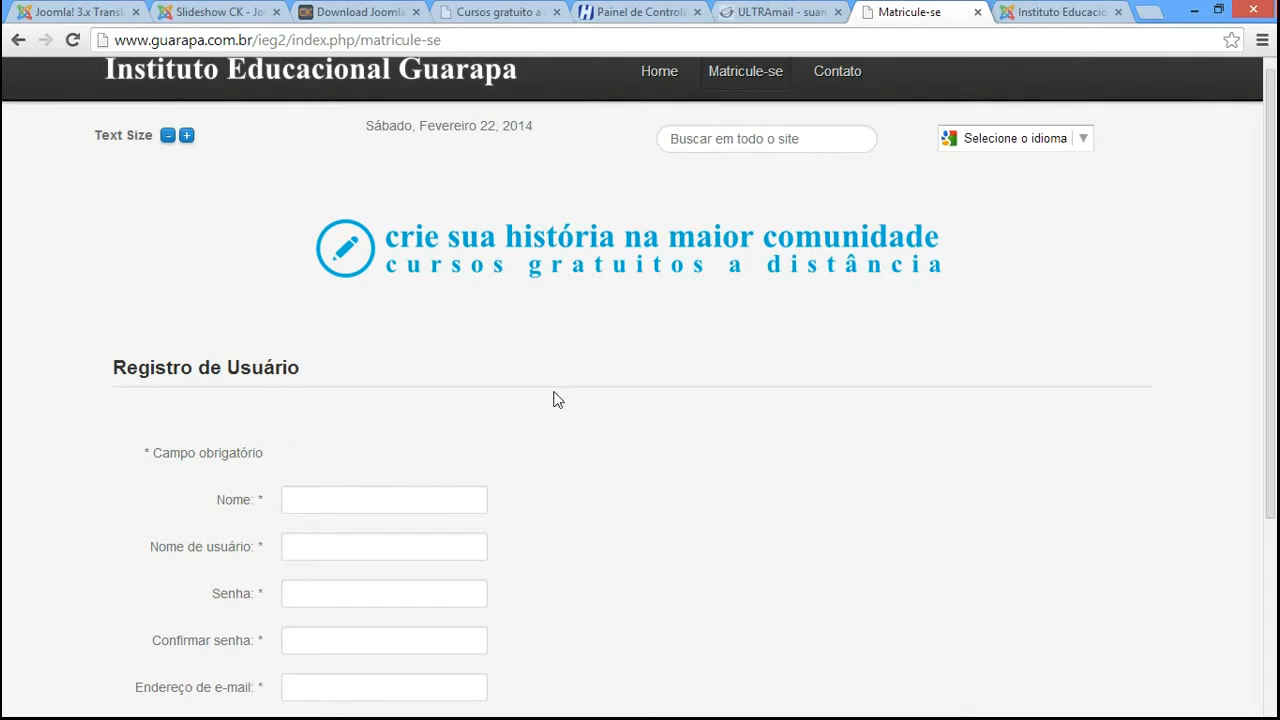 Joomla! 3.x Transl
Slideshow CK - Jo
Download Joomla
Cursos gratuito a
Painel de Control
ULTRAmail - suan
Matricule-se
Instituto Educacio
www.guarapa.com.br/ieg2/index.php/matricule-se
Instituto Educacional Guarapa
Home
Matricule-se
Contato
Text Size - +
Sábado, Fevereiro 22, 2014
Buscar em todo o site
Selecione o idioma
crie sua história na maior comunidade
cursos gratuitos a distância
Registro de Usuário
* Campo obrigatório
Nome: *
Nome de usuário: *
Senha: *
Confirmar senha: *
Endereço de e-mail: *